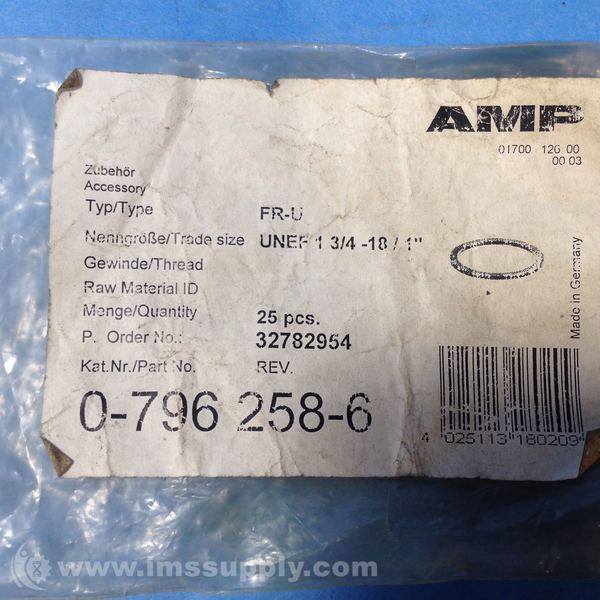 AMP
01700 126 00
00 03
Zubehör
Accessory
Typ/Type FR-U
Nenngröße/Trade size UNEF 1 3/4 -18 / 1"
Gewinde/Thread
Raw Material ID
Menge/Quantity 25 pcs.
P. Order No.: 32782954
Kat.Nr./Part No. REV.
0-796 258-6
Made in Germany
4 025113 180209
© www.imssupply.com